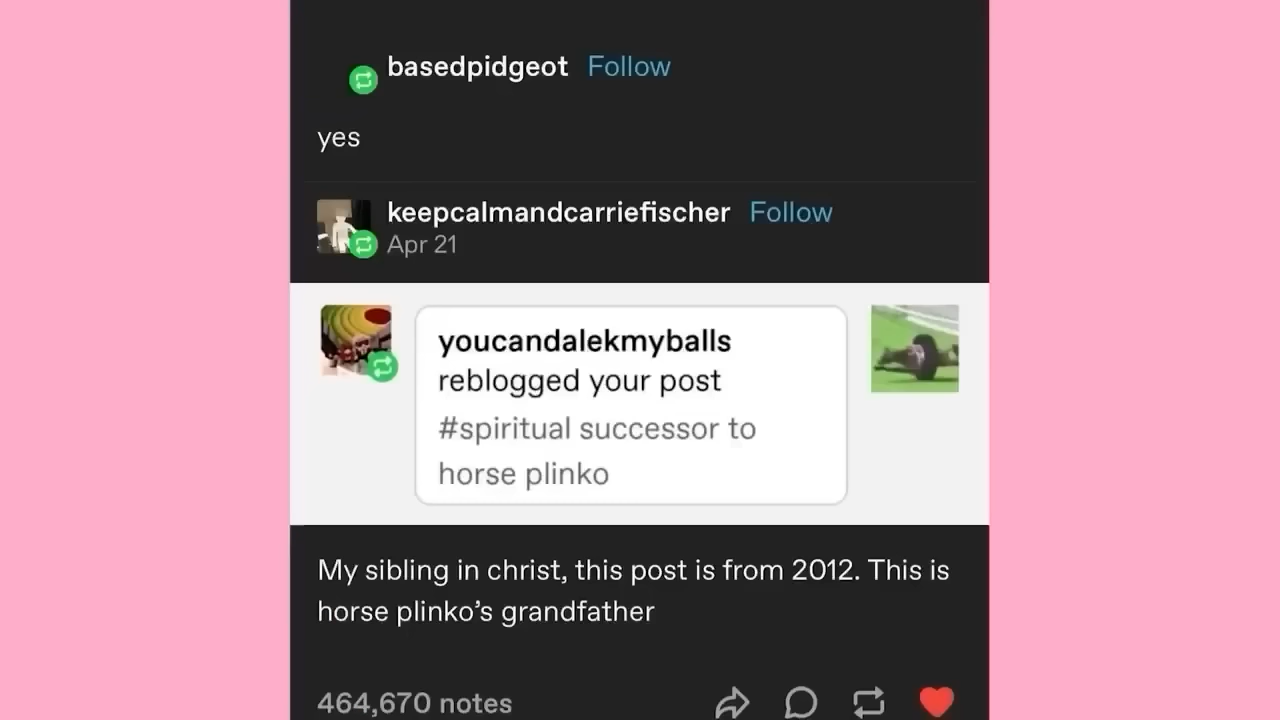 basedpidgeot Follow
yes
keepcalmandcarriefischer Follow
Apr 21
youcandalekmyballs
reblogged your post
#spiritual successor to
horse plinko
My sibling in christ, this post is from 2012. This is
horse plinko’s grandfather
464,670 notes